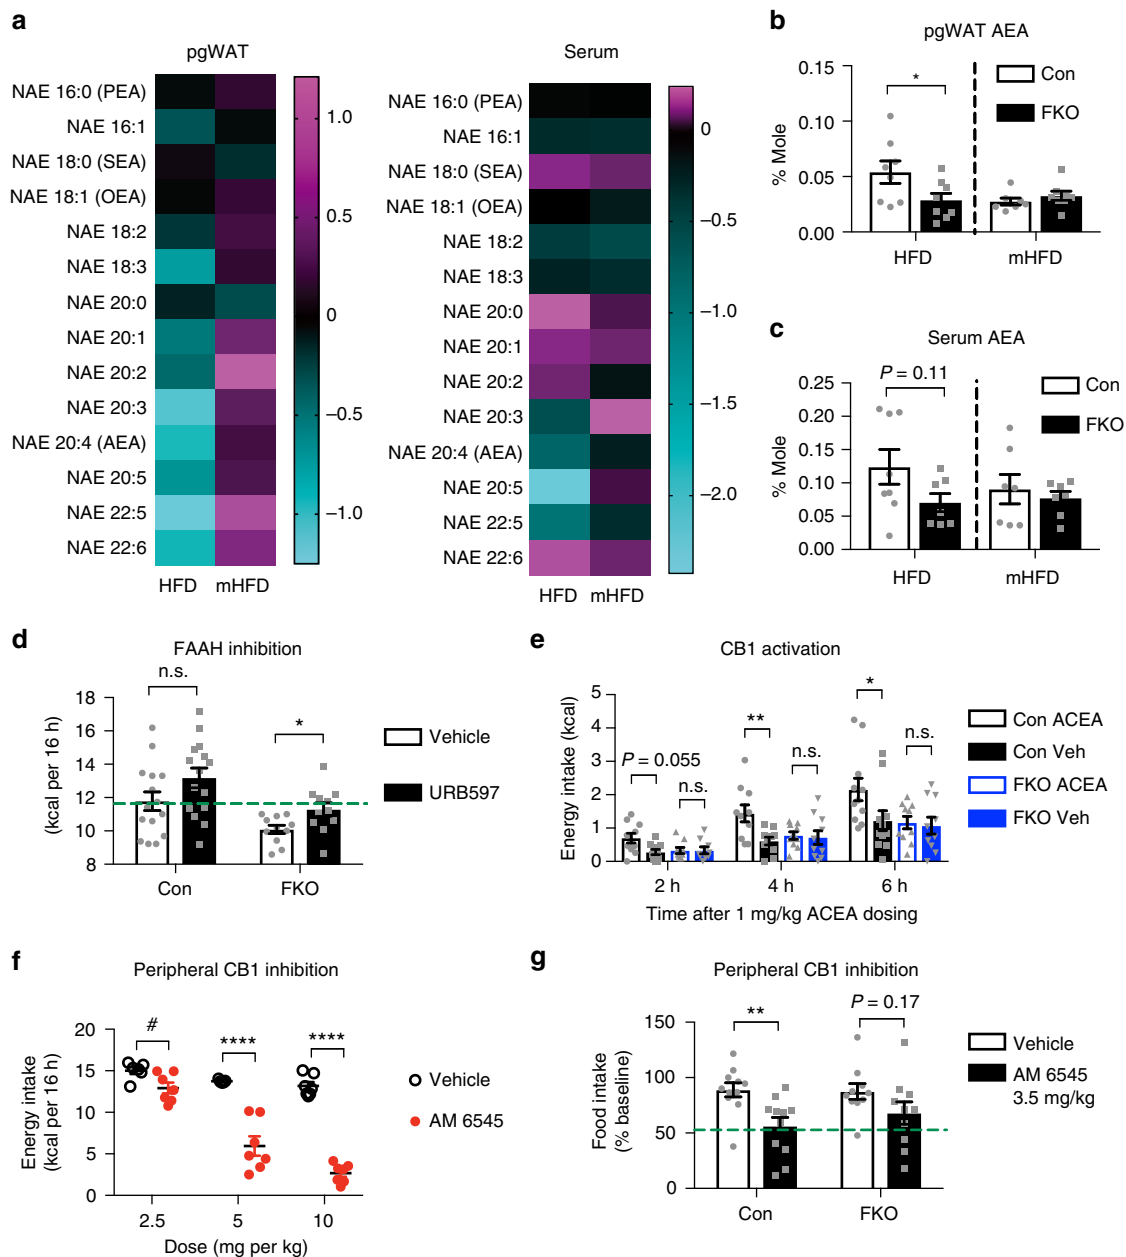 a
pgWAT
NAE 16:0 (PEA)
NAE 16:1
NAE 18:0 (SEA)
NAE 18:1 (OEA)
NAE 18:2
NAE 18:3
NAE 20:0
NAE 20:1
NAE 20:2
NAE 20:3
NAE 20:4 (AEA)
NAE 20:5
NAE 22:5
NAE 22:6
HFD mHFD
1.0
0.5
0
−0.5
−1.0
Serum
NAE 16:0 (PEA)
NAE 16:1
NAE 18:0 (SEA)
NAE 18:1 (OEA)
NAE 18:2
NAE 18:3
NAE 20:0
NAE 20:1
NAE 20:2
NAE 20:3
NAE 20:4 (AEA)
NAE 20:5
NAE 22:5
NAE 22:6
HFD mHFD
0
−0.5
−1.0
−1.5
−2.0
b
pgWAT AEA
% Mole
0.15
0.10
0.05
0.00
*
Con
FKO
HFD mHFD
c
Serum AEA
% Mole
0.25
0.20
0.15
0.10
0.05
0.00
P = 0.11
Con
FKO
HFD mHFD
d
FAAH inhibition
(kcal per 16 h)
18
16
14
12
10
8
n.s.
*
Vehicle
URB597
Con FKO
e
CB1 activation
Energy intake (kcal)
5
4
3
2
1
0
P = 0.055
n.s.
**
n.s.
*
n.s.
Con ACEA
Con Veh
FKO ACEA
FKO Veh
2 h 4 h 6 h
Time after 1 mg/kg ACEA dosing
f
Peripheral CB1 inhibition
Energy intake
(kcal per 16 h)
20
15
10
5
0
#
****
****
Vehicle
AM 6545
2.5 5 10
Dose (mg per kg)
g
Peripheral CB1 inhibition
Food intake
(% baseline)
150
100
50
0
**
P = 0.17
Vehicle
AM 6545
3.5 mg/kg
Con FKO